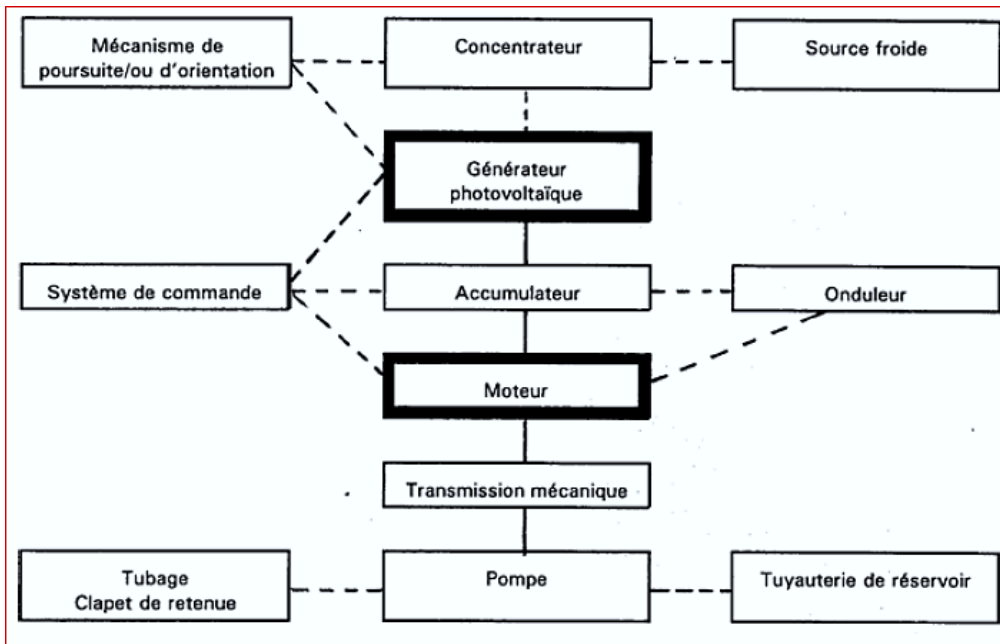 Mécanisme de
poursuite/ou d'orientation
Concentrateur
Source froide
Générateur
photovoltaïque
Système de commande
Accumulateur
Onduleur
Moteur
Transmission mécanique
Tubage
Clapet de retenue
Pompe
Tuyauterie de réservoir